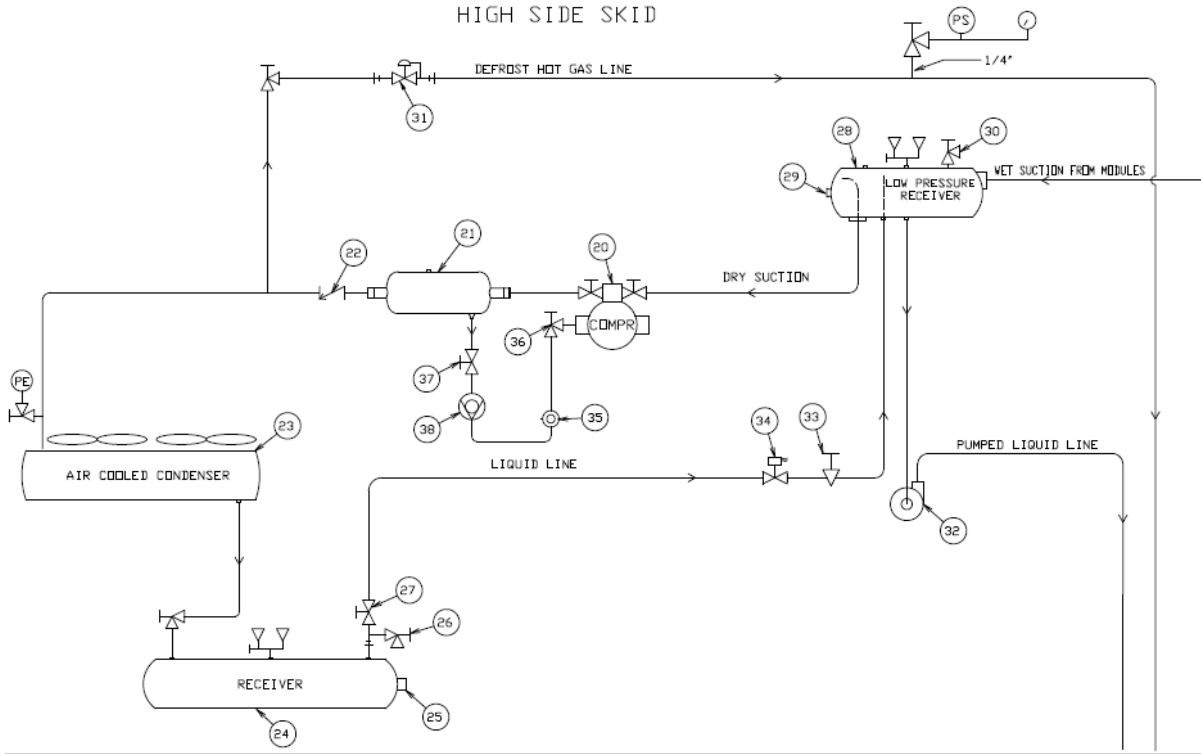 HIGH SIDE SKID
PS
DEFROST HOT GAS LINE
1/4"
31
28
30
29
LOW PRESSURE
RECEIVER
WET SUCTION FROM MODULES
22
21
20
DRY SUCTION
COMPR
36
37
38
35
PE
23
AIR COOLED CONDENSER
LIQUID LINE
34
33
PUMPED LIQUID LINE
32
27
26
RECEIVER
25
24